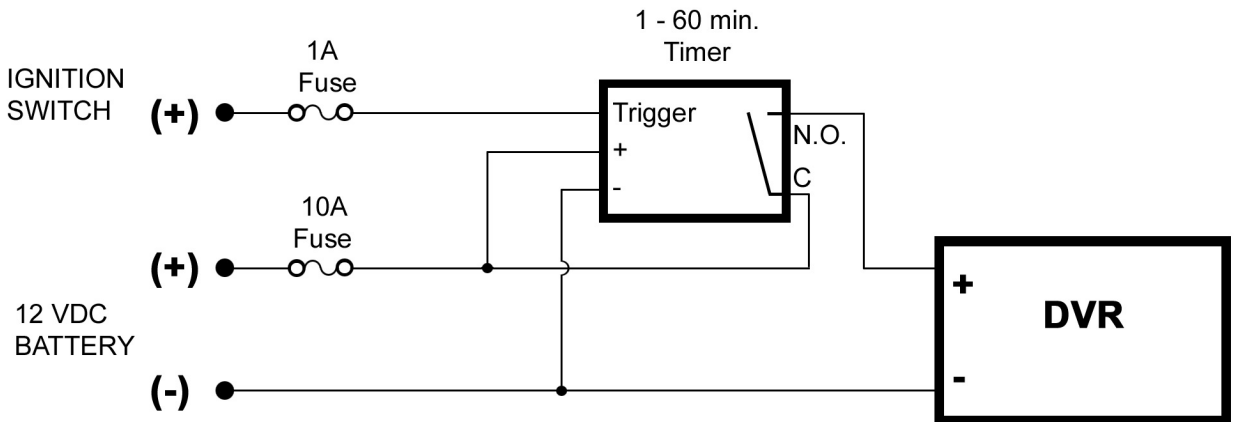 1 - 60 min.
Timer
1A
Fuse
IGNITION
SWITCH
(+)
Trigger
+
-
N.O.
C
10A
Fuse
(+)
12 VDC
BATTERY
(-)
+
DVR
-